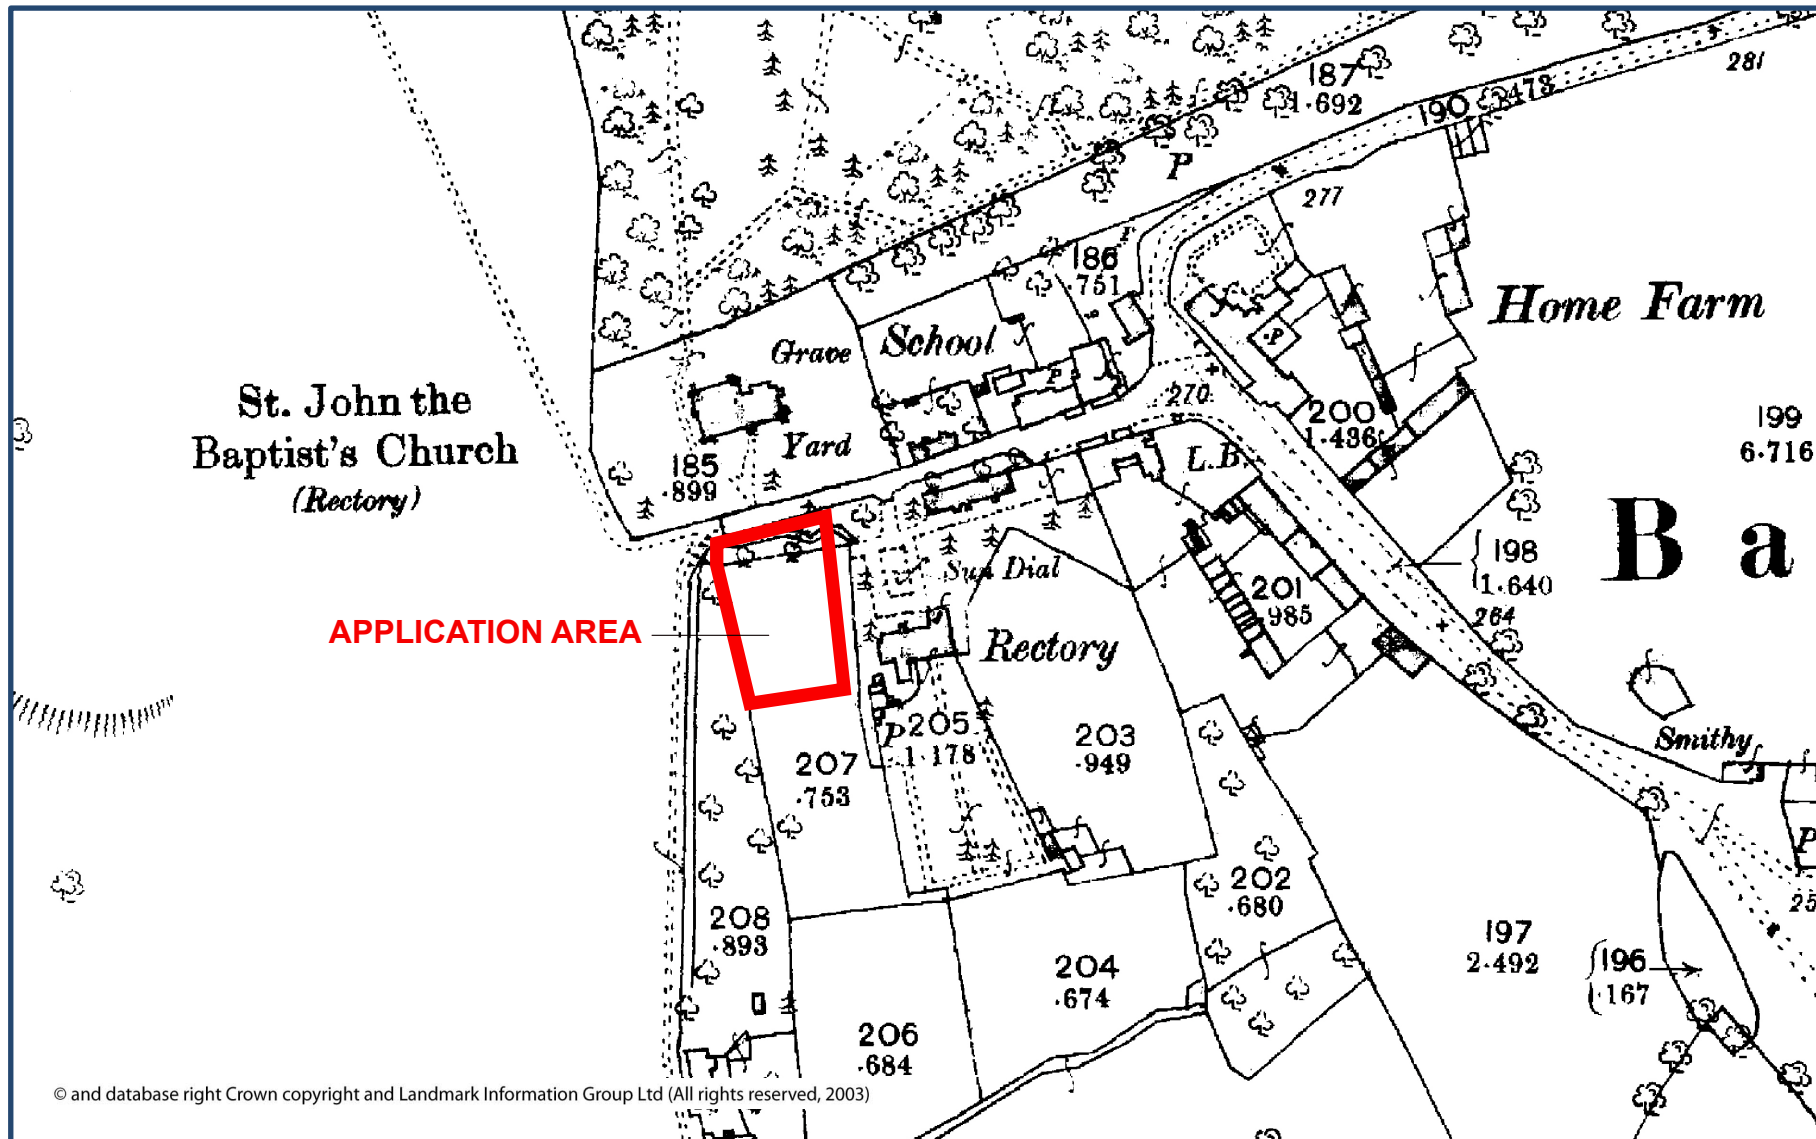 281
187
1·692
190
·473
P
277
186
·751
Home Farm
Grave
School
P
P
270
St. John the
Baptist's Church
(Rectory)
200
1·436
199
6·716
Yard
185
·899
L.B.
B a
Sun Dial
198
1·640
201
·985
264
APPLICATION AREA
Rectory
P
205
1·178
203
·949
Smithy
207
·753
P
202
·680
25
208
·893
197
2·492
196
·167
204
·674
206
·684
© and database right Crown copyright and Landmark Information Group Ltd (All rights reserved, 2003)